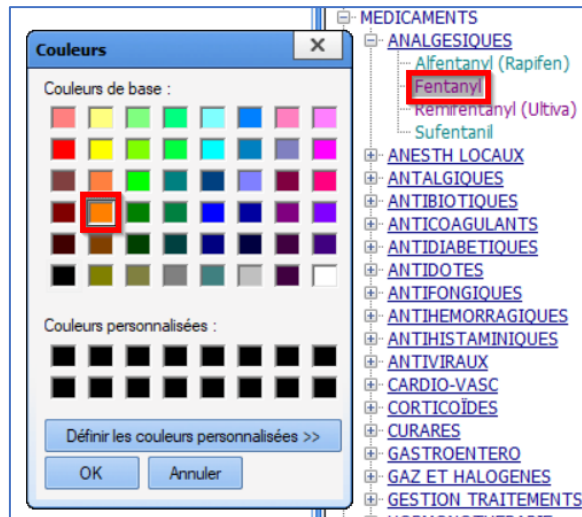 Couleurs
Couleurs de base :
Couleurs personnalisées :
Définir les couleurs personnalisées >>
OK
Annuler
MEDICAMENTS
ANALGESIQUES
Alfentanyl (Rapifen)
Fentanyl
Remifentanyl (Ultiva)
Sufentanil
ANESTH LOCAUX
ANTALGIQUES
ANTIBIOTIQUES
ANTICOAGULANTS
ANTIDIABETIQUES
ANTIDOTES
ANTIFONGIQUES
ANTIHEMORRAGIQUES
ANTIHISTAMINIQUES
ANTIVIRAUX
CARDIO-VASC
CORTICOÏDES
CURARES
GASTROENTERO
GAZ ET HALOGENES
GESTION TRAITEMENTS